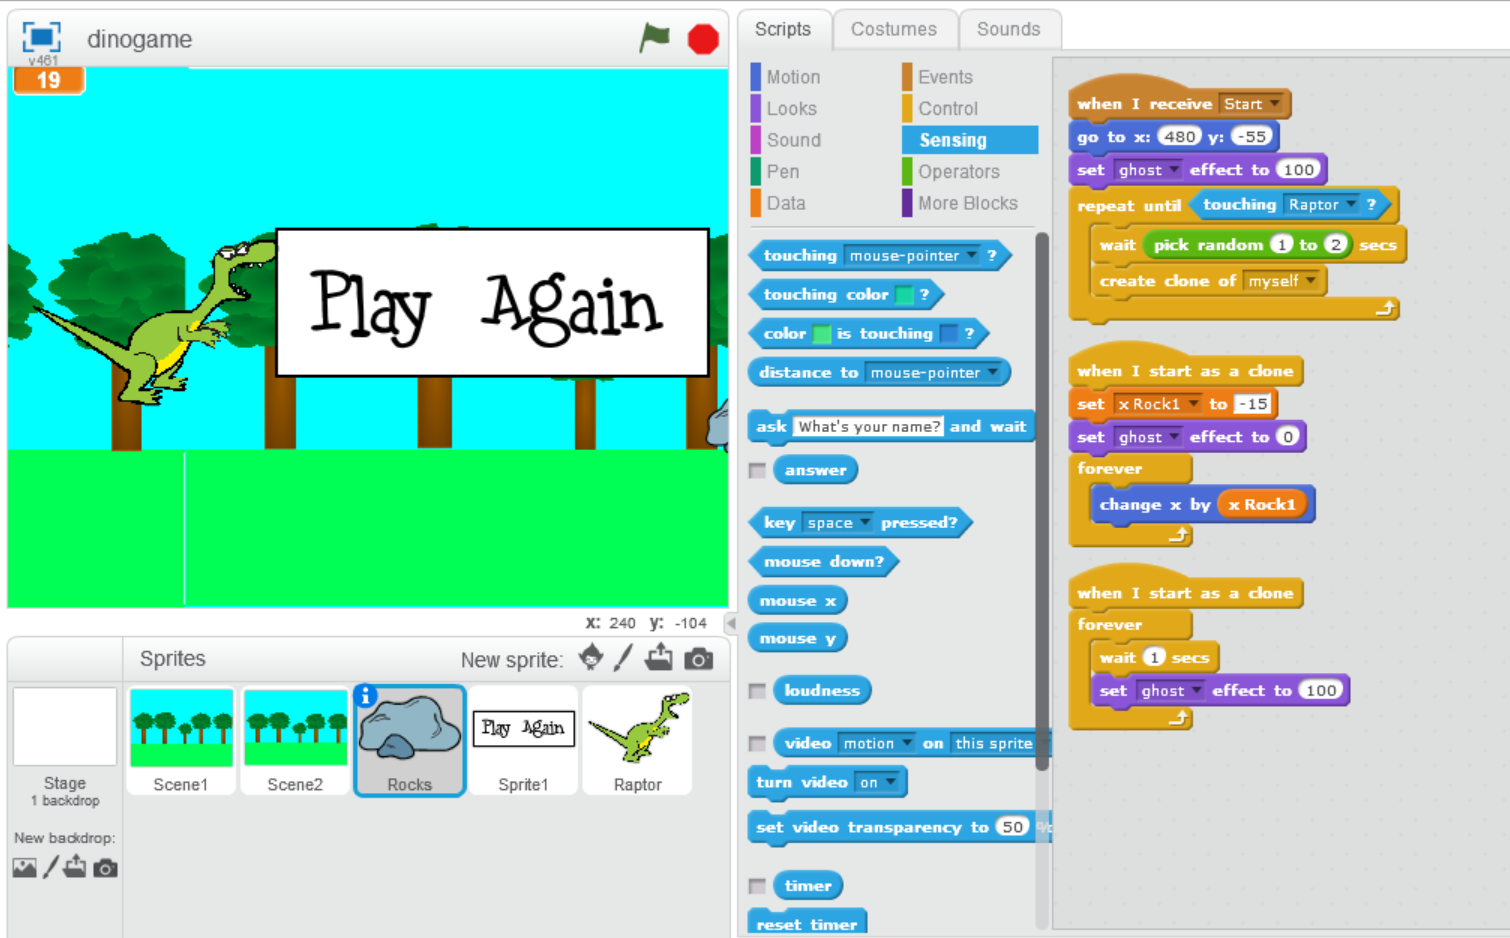 dinogame
v461
19
Play Again
x: 240 y: -104
Sprites
New sprite:
Stage
1 backdrop
New backdrop:
Scene1
Scene2
Rocks
Play Again
Sprite1
Raptor
Scripts
Costumes
Sounds
Motion
Looks
Sound
Pen
Data
Events
Control
Sensing
Operators
More Blocks
touching mouse-pointer ?
touching color ?
color is touching ?
distance to mouse-pointer
ask What's your name? and wait
answer
key space pressed?
mouse down?
mouse x
mouse y
loudness
video motion on this sprite
turn video on
set video transparency to 50 %
timer
reset timer
when I receive Start
go to x: 480 y: -55
set ghost effect to 100
repeat until touching Raptor ?
wait pick random 1 to 2 secs
create clone of myself
when I start as a clone
set x Rock1 to -15
set ghost effect to 0
forever
change x by x Rock1
when I start as a clone
forever
wait 1 secs
set ghost effect to 100